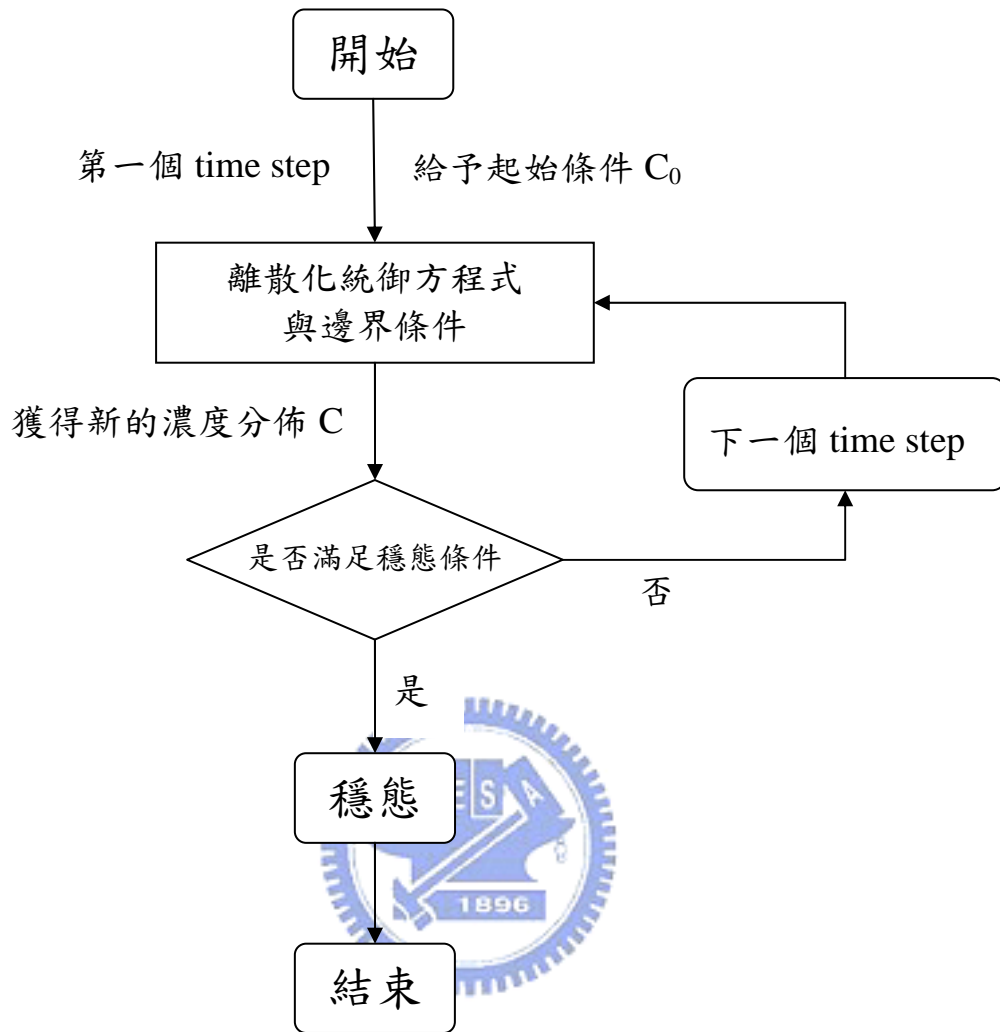 開始
第一個 time step
給予起始條件 C₀
離散化統御方程式
與邊界條件
獲得新的濃度分佈 C
下一個 time step
是否滿足穩態條件
否
是
E S A
穩態
1896
結束